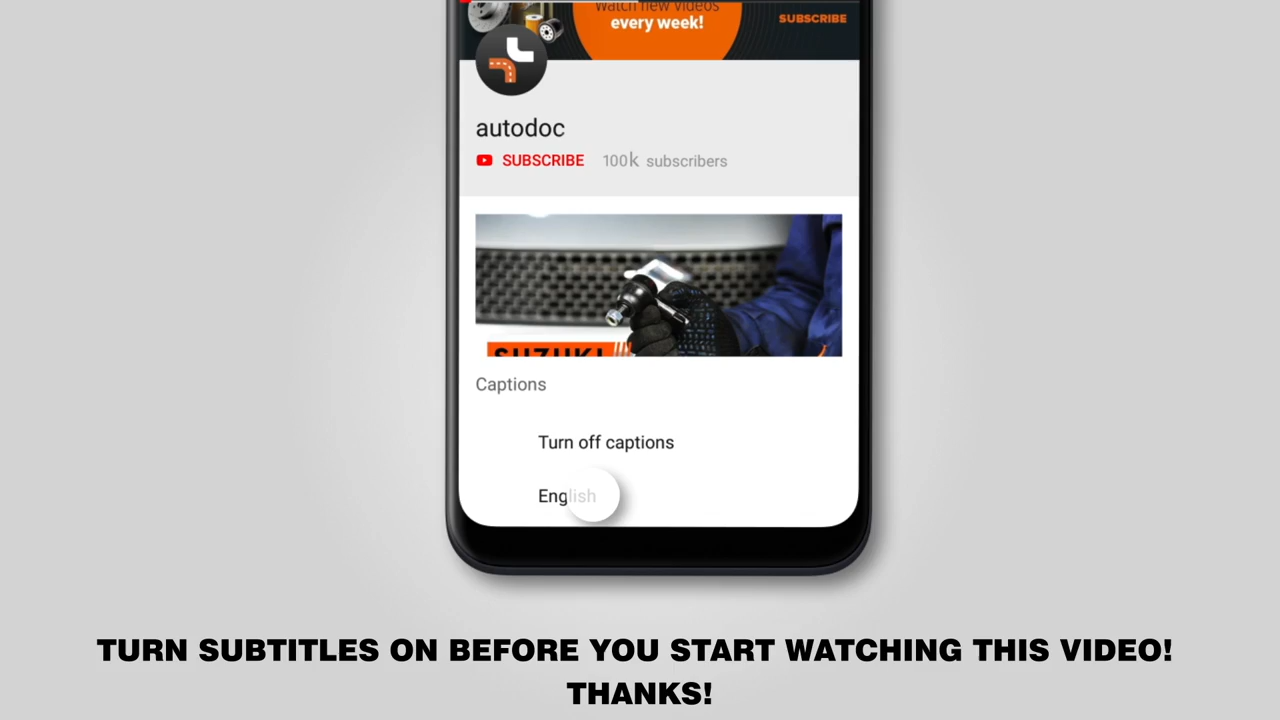 Watch new videos
every week!
SUBSCRIBE
autodoc
SUBSCRIBE 100k subscribers
SUZUKI
Captions
Turn off captions
English
TURN SUBTITLES ON BEFORE YOU START WATCHING THIS VIDEO!
THANKS!